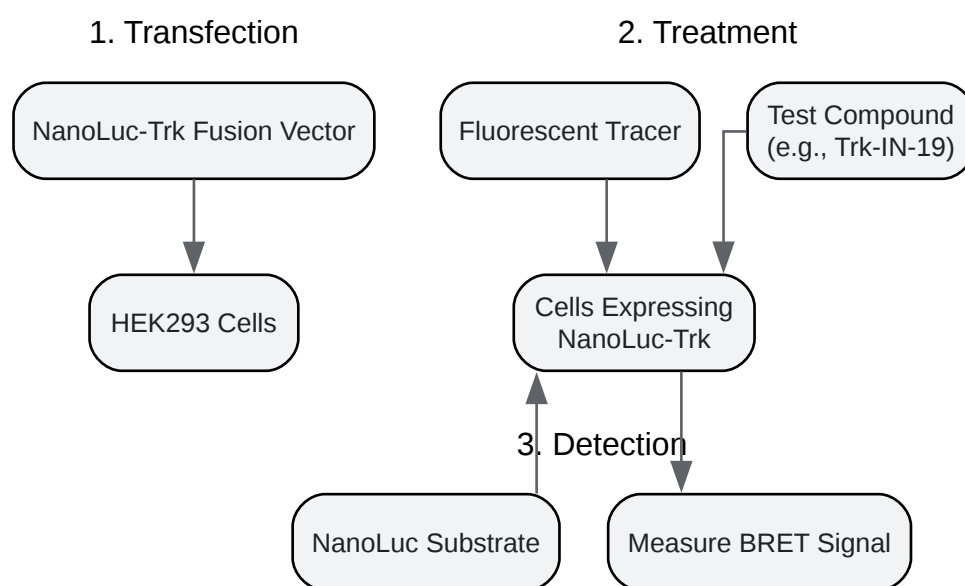 1. Transfection
2. Treatment
NanoLuc-Trk Fusion Vector
Fluorescent Tracer
Test Compound
(e.g., Trk-IN-19)
HEK293 Cells
Cells Expressing
NanoLuc-Trk
3. Detection
NanoLuc Substrate
Measure BRET Signal